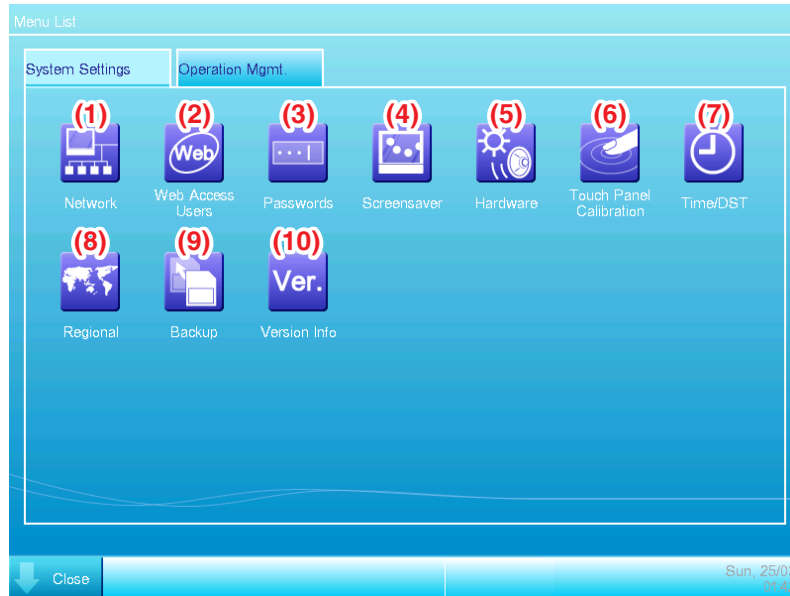 Menu List
System Settings
Operation Mgmt.
(1)
(2)
(3)
(4)
(5)
(6)
(7)
Web
Network
Web Access
Users
Passwords
Screensaver
Hardware
Touch Panel
Calibration
Time/DST
(8)
(9)
(10)
Ver.
Regional
Backup
Version Info
Close
Sun, 25/03